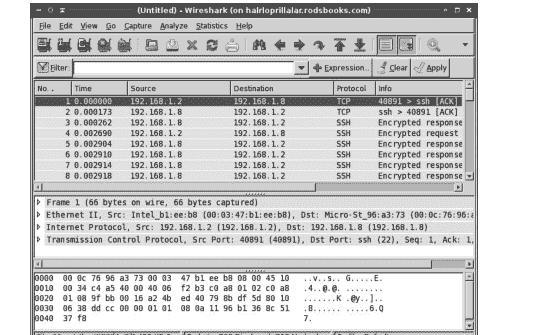 (Untitled) - Wireshark (on hairloprillalar.rodsbooks.com)
File Edit View Go Capture Analyze Statistics Help
Filter: Expression... Clear Apply
No. . Time Source Destination Protocol Info
1 0.000000 192.168.1.2 192.168.1.8 TCP 40891 > ssh [ACK]
2 0.000173 192.168.1.8 192.168.1.2 TCP ssh > 40891 [ACK]
3 0.000262 192.168.1.2 192.168.1.8 SSH Encrypted response
4 0.002690 192.168.1.2 192.168.1.8 SSH Encrypted request
5 0.002904 192.168.1.8 192.168.1.2 SSH Encrypted response
6 0.002910 192.168.1.8 192.168.1.2 SSH Encrypted response
7 0.002914 192.168.1.8 192.168.1.2 SSH Encrypted response
8 0.002918 192.168.1.8 192.168.1.2 SSH Encrypted response
Frame 1 (66 bytes on wire, 66 bytes captured)
Ethernet II, Src: Intel_b1:ee:b8 (00:03:47:b1:ee:b8), Dst: Micro-St_96:a3:73 (00:0c:76:96:
Internet Protocol, Src: 192.168.1.2 (192.168.1.2), Dst: 192.168.1.8 (192.168.1.8)
Transmission Control Protocol, Src Port: 40891 (40891), Dst Port: ssh (22), Seq: 1, Ack: 1,
0000 00 0c 76 96 a3 73 00 03 47 b1 ee b8 08 00 45 10 ..v..s.. G.....E.
0010 00 34 c4 a5 40 00 40 06 f2 b3 c0 a8 01 02 c0 a8 .4..@.@. ........
0020 01 08 9f bb 00 16 a2 4b ed 40 79 8b df 5d 80 10 .......K .@y..]..
0030 06 38 dd cc 00 00 01 01 08 0a 11 96 b1 36 8c 51 .8...... .....6.Q
0040 37 f8 7.